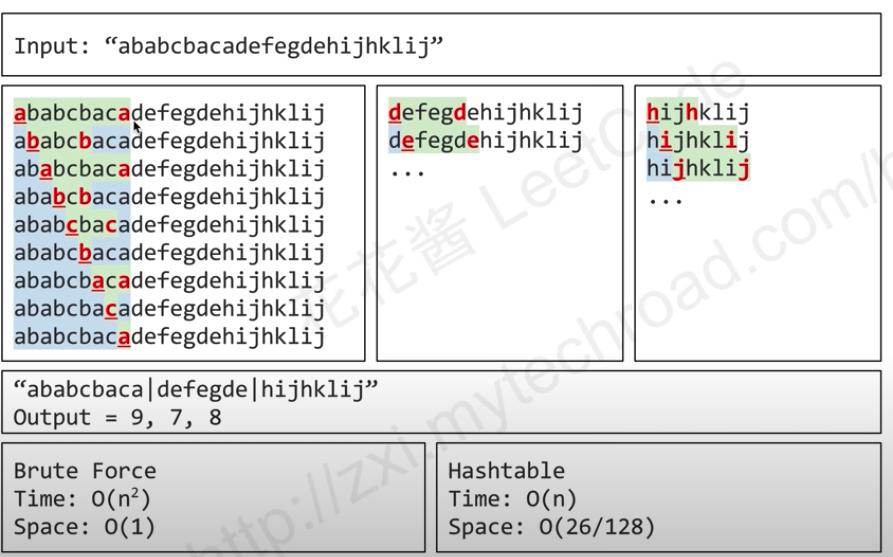 Input: “ababcbacadefegdehijhklij”
ababcbacadefegdehijhklij
ababcbacadefegdehijhklij
ababcbacadefegdehijhklij
ababcbacadefegdehijhklij
ababcbacadefegdehijhklij
ababcbacadefegdehijhklij
ababcbacadefegdehijhklij
ababcbacadefegdehijhklij
ababcbacadefegdehijhklij
defegdehijhklij
defegdehijhklij
...
hijhklij
hijhklij
hijhklij
...
“ababcbaca|defegde|hijhklij”
Output = 9, 7, 8
Brute Force
Time: O(n²)
Space: O(1)
Hashtable
Time: O(n)
Space: O(26/128)
花花酱 LeetCode
http://zxi.mytechroad.com/